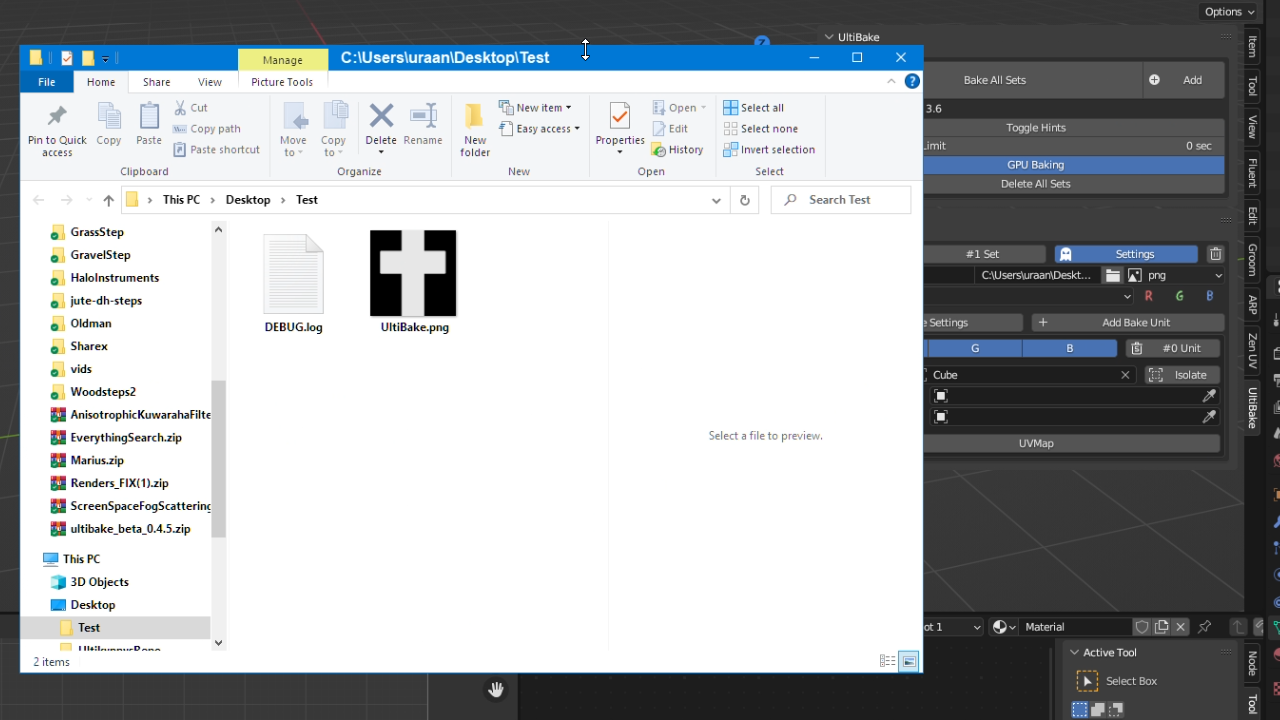 Options
UltiBake
Manage
C:\Users\uraan\Desktop\Test
File
Home
Share
View
Picture Tools
Pin to Quick access
Copy
Paste
Cut
Copy path
Paste shortcut
Clipboard
Move to
Copy to
Delete
Rename
Organize
New folder
New item
Easy access
New
Properties
Open
Edit
History
Open
Select all
Select none
Invert selection
Select
This PC
Desktop
Test
Search Test
GrassStep
GravelStep
HaloInstruments
jute-dh-steps
Oldman
Sharex
vids
Woodsteps2
AnisotrophicKuwaharaFilte
EverythingSearch.zip
Marius.zip
Renders_FIX(1).zip
ScreenSpaceFogScattering
ultibake_beta_0.4.5.zip
This PC
3D Objects
Desktop
Test
DEBUG.log
UltiBake.png
Select a file to preview.
2 items
Bake All Sets
Add
3.6
Toggle Hints
imit
0 sec
GPU Baking
Delete All Sets
#1 Set
Settings
C:\Users\uraan\Deskt...
png
R
G
B
e Settings
Add Bake Unit
G
B
#0 Unit
Cube
Isolate
UVMap
ot 1
Material
Active Tool
Select Box
Item
Tool
View
Fluent
Edit
Groom
ARP
Zen UV
UltiBake
Node
Tool